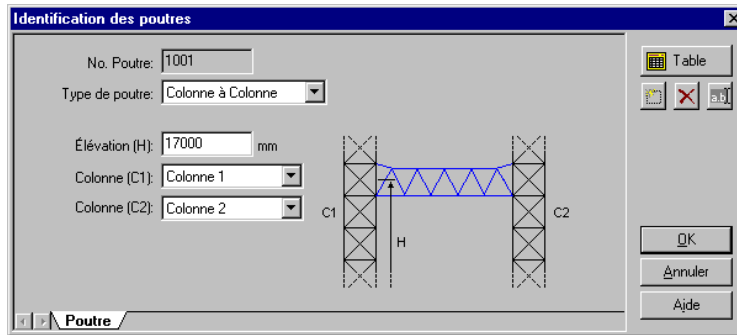 Identification des poutres
No. Poutre: 1001
Type de poutre: Colonne à Colonne
Élévation (H): 17000 mm
Colonne (C1): Colonne 1
Colonne (C2): Colonne 2
C1
C2
H
Table
a.b
OK
Annuler
Aide
Poutre